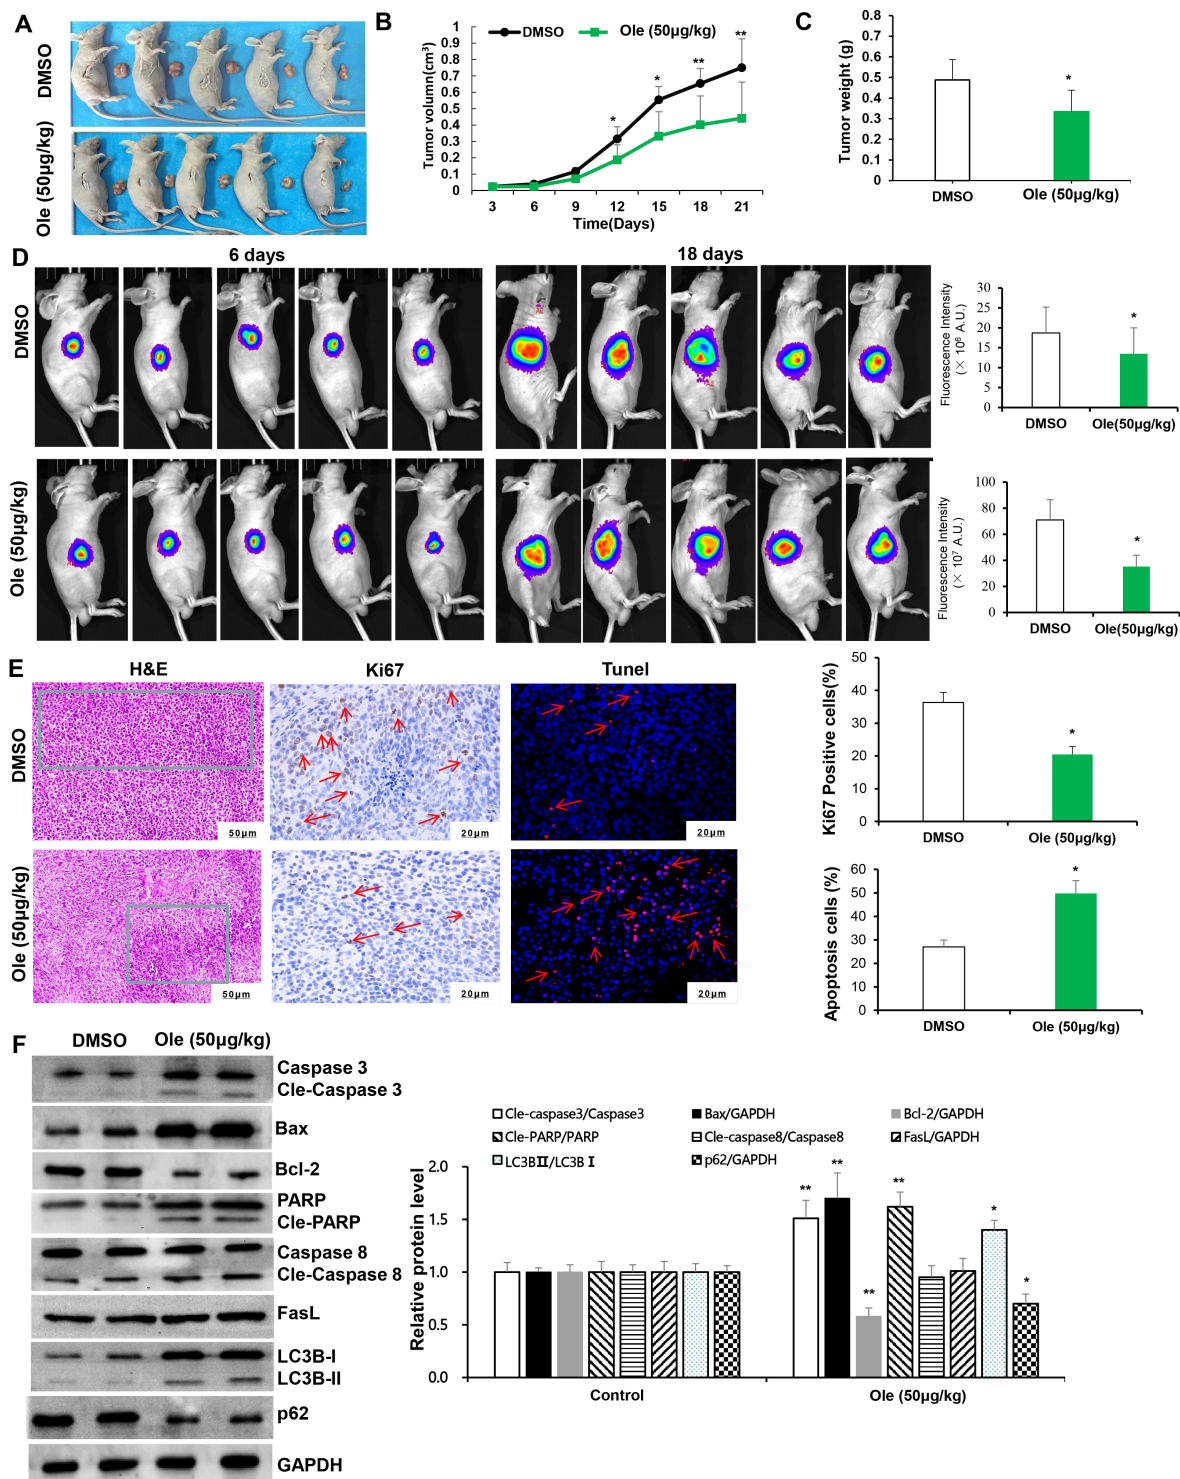 A
DMSO
Ole (50μg/kg)
B
DMSO
Ole (50μg/kg)
Tumor volumn(cm³)
1
0.9
0.8
0.7
0.6
0.5
0.4
0.3
0.2
0.1
0
*
*
**
**
3 6 9 12 15 18 21
Time(Days)
C
Tumor weight (g)
0.8
0.7
0.6
0.5
0.4
0.3
0.2
0.1
0
*
DMSO
Ole (50μg/kg)
D
6 days
18 days
DMSO
Ole (50μg/kg)
Fluorescence Intensity
(× 10⁶ A.U.)
30
25
20
15
10
5
0
*
DMSO
Ole(50μg/kg)
Fluorescence Intensity
(× 10⁷ A.U.)
100
80
60
40
20
0
*
DMSO
Ole(50μg/kg)
E
H&E
Ki67
Tunel
DMSO
50μm
20μm
20μm
Ole (50μg/kg)
50μm
20μm
20μm
Ki67 Positive cells(%)
50
40
30
20
10
0
*
DMSO
Ole (50μg/kg)
Apoptosis cells (%)
60
50
40
30
20
10
0
*
DMSO
Ole (50μg/kg)
F
DMSO
Ole (50μg/kg)
Caspase 3
Cle-Caspase 3
Bax
Bcl-2
PARP
Cle-PARP
Caspase 8
Cle-Caspase 8
FasL
LC3B-I
LC3B-II
p62
GAPDH
Cle-caspase3/Caspase3
Bax/GAPDH
Bcl-2/GAPDH
Cle-PARP/PARP
Cle-caspase8/Caspase8
FasL/GAPDH
LC3BⅡ/LC3BⅠ
p62/GAPDH
Relative protein level
2.0
1.5
1.0
0.5
0.0
**
**
**
**
*
*
Control
Ole (50μg/kg)